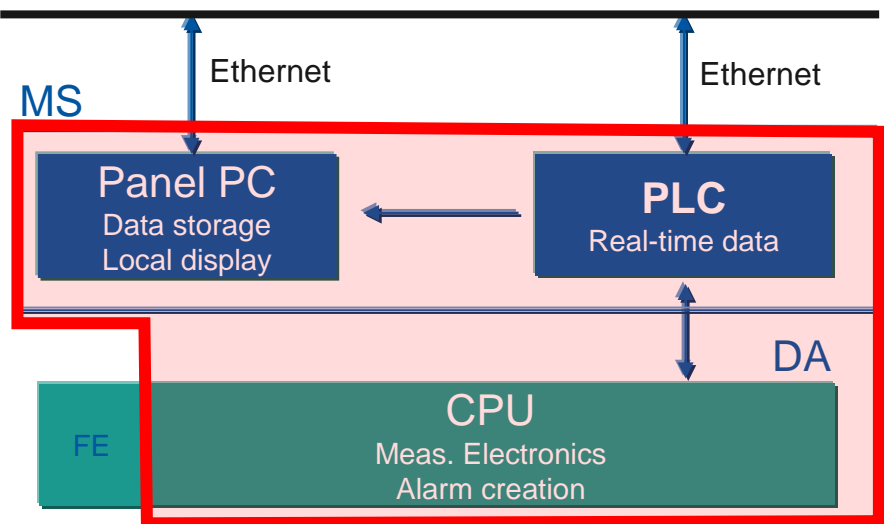 Ethernet
Ethernet
MS
Panel PC
Data storage
Local display
PLC
Real-time data
DA
FE
CPU
Meas. Electronics
Alarm creation